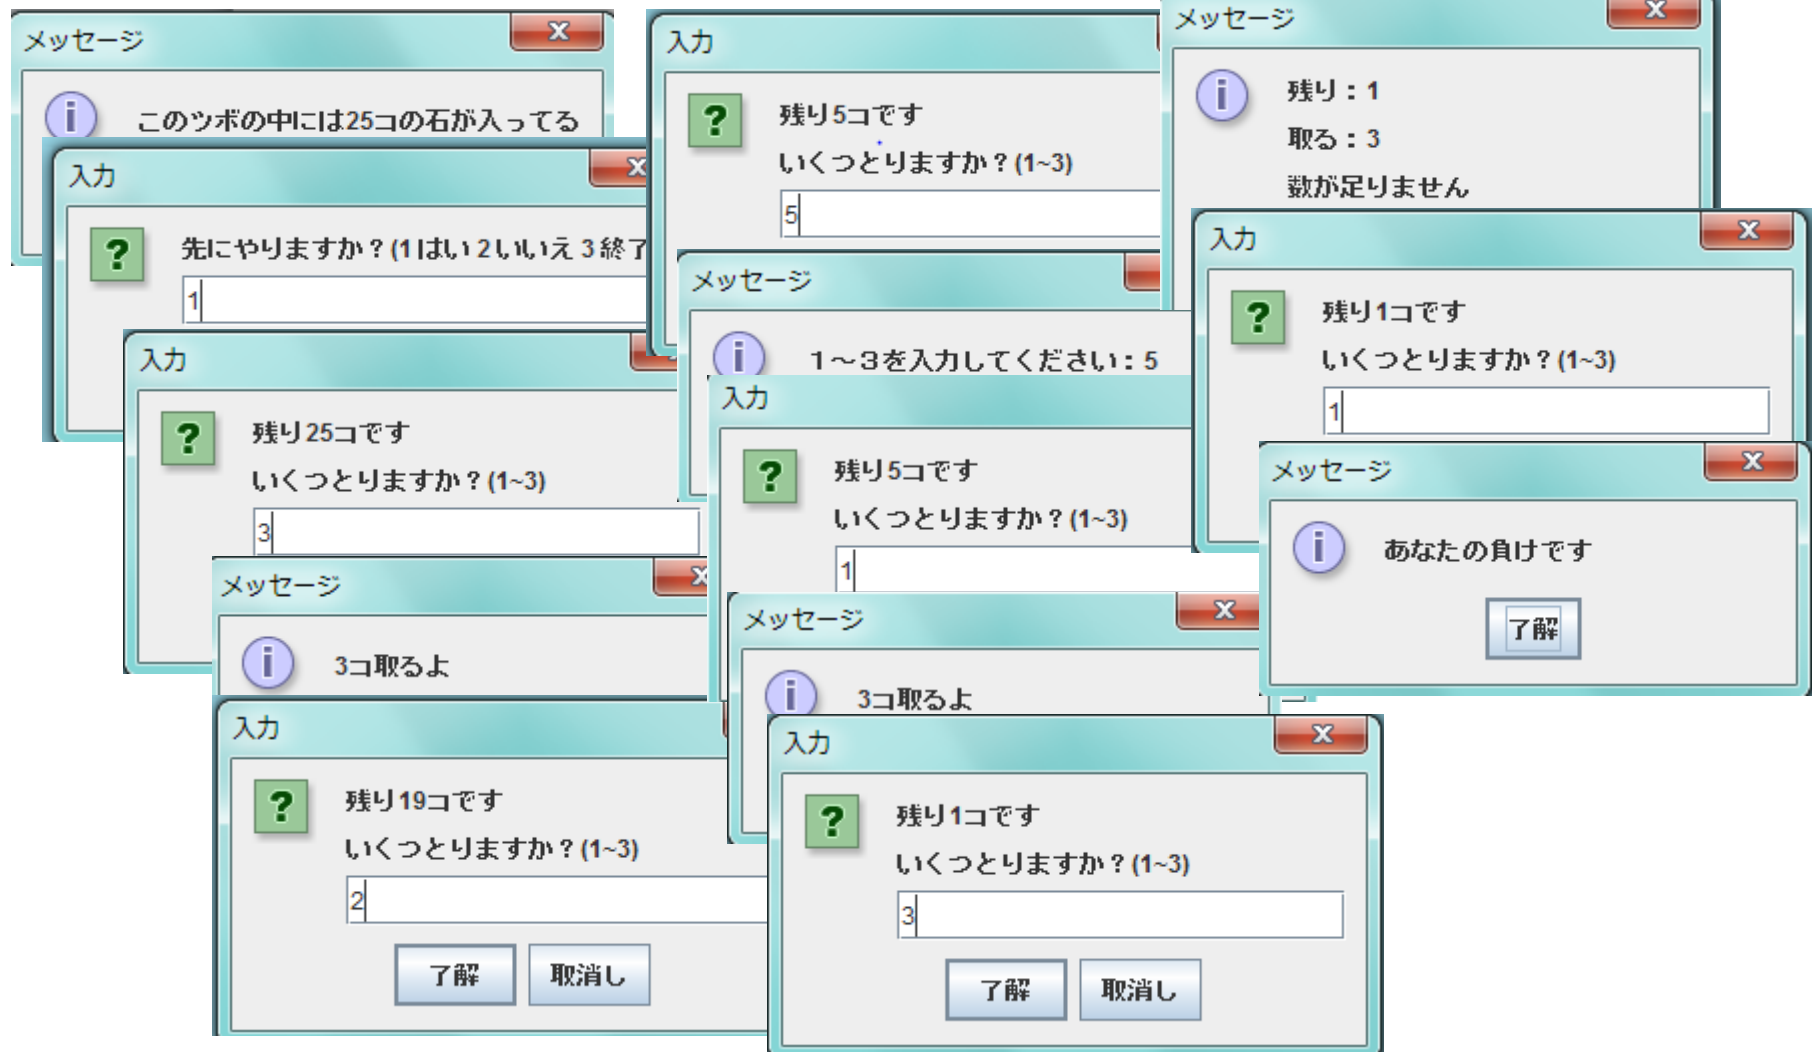 メッセージ
このツボの中には25コの石が入ってる
入力
先にやりますか？(1はい 2いいえ 3終了
1
入力
残り25コです
いくつとりますか？(1~3)
3
メッセージ
3コ取るよ
入力
残り19コです
いくつとりますか？(1~3)
2
了解
取消し
入力
残り5コです
いくつとりますか？(1~3)
5
メッセージ
１～３を入力してください：5
入力
残り5コです
いくつとりますか？(1~3)
1
メッセージ
3コ取るよ
入力
残り1コです
いくつとりますか？(1~3)
3
了解
取消し
メッセージ
残り：1
取る：3
数が足りません
入力
残り1コです
いくつとりますか？(1~3)
1
メッセージ
あなたの負けです
了解